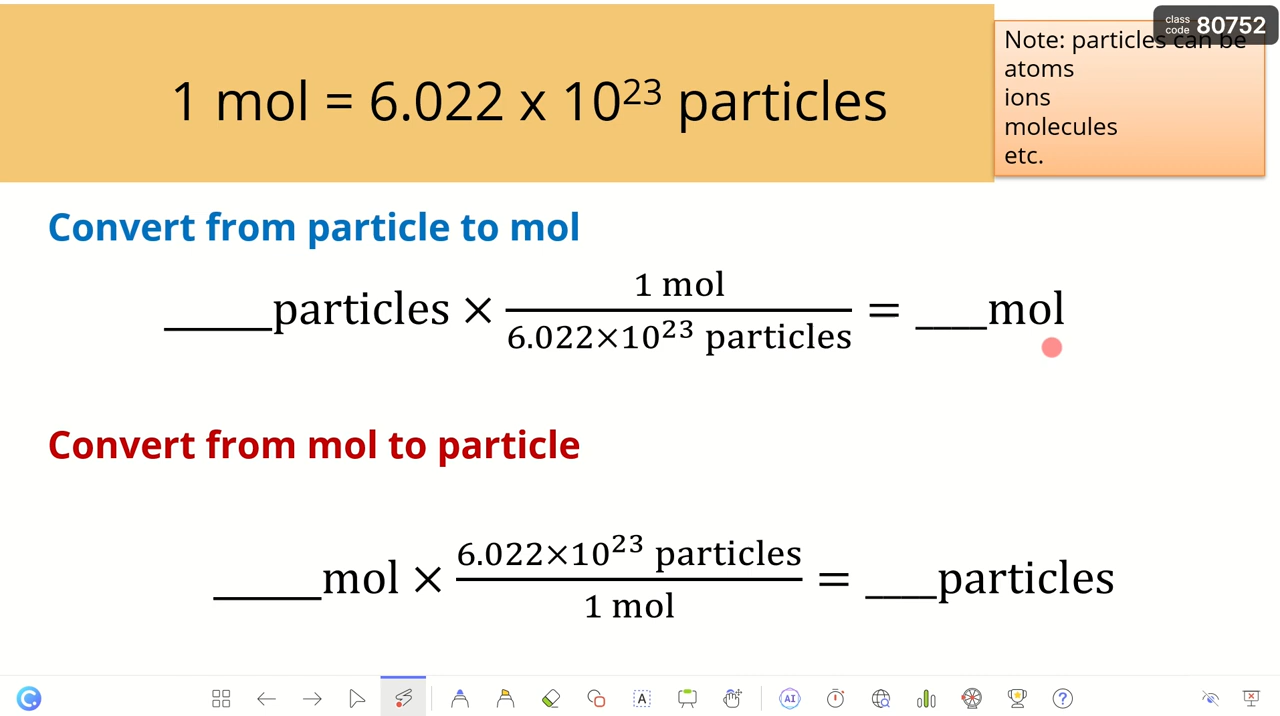 class code 80752
1 mol = 6.022 x 10²³ particles
Note: particles can be
atoms
ions
molecules
etc.
Convert from particle to mol
______particles × 1 mol / 6.022×10²³ particles = ____mol
Convert from mol to particle
______mol × 6.022×10²³ particles / 1 mol = ____particles
A
AI
?